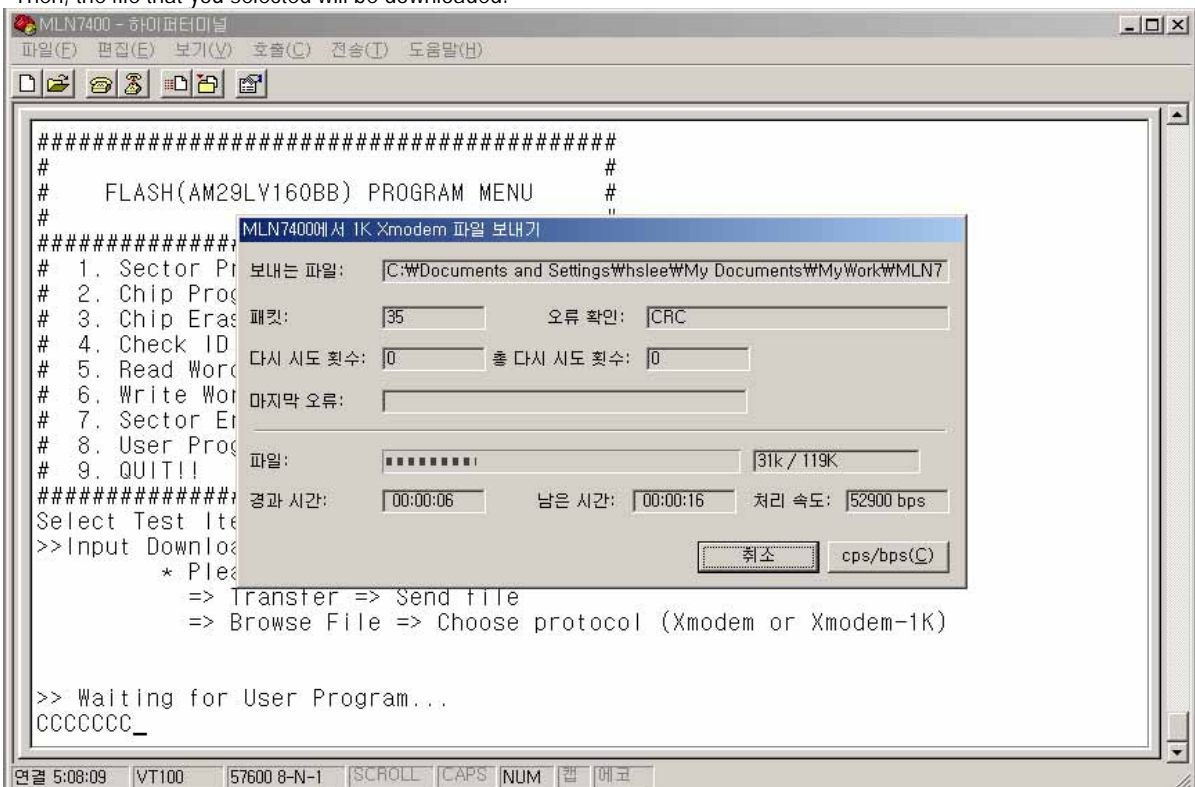 Then, the file that you selected will be downloaded.
MLN7400 - 하이퍼터미널
파일(F) 편집(E) 보기(V) 호출(C) 전송(T) 도움말(H)
##########################################
# #
# FLASH(AM29LV160BB) PROGRAM MENU #
#
##############
# 1. Sector Pr
# 2. Chip Prog
# 3. Chip Eras
# 4. Check ID
# 5. Read Word
# 6. Write Wor
# 7. Sector Er
# 8. User Prog
# 9. QUIT!!
##############
Select Test Ite
>>Input Downloa
* Plea
=> Transfer => Send file
=> Browse File => Choose protocol (Xmodem or Xmodem-1K)
>> Waiting for User Program...
CCCCCCC_
MLN7400에서 1K Xmodem 파일 보내기
보내는 파일: C:₩Documents and Settings₩hslee₩My Documents₩MyWork₩MLN7
패킷: 35 오류 확인: CRC
다시 시도 횟수: 0 총 다시 시도 횟수: 0
마지막 오류:
파일: 31k / 119K
경과 시간: 00:00:06 남은 시간: 00:00:16 처리 속도: 52900 bps
취소 cps/bps(C)
연결 5:08:09 VT100 57600 8-N-1 SCROLL CAPS NUM 캡 에코